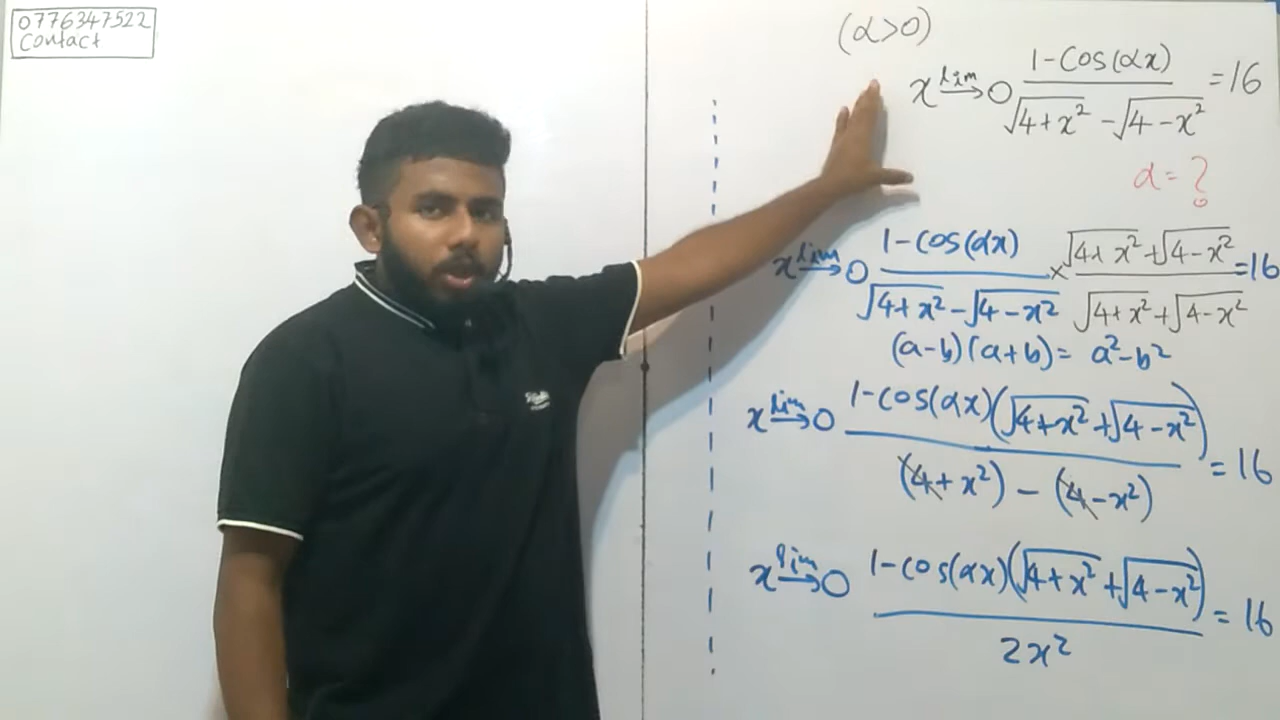 0776347522
Contact
(α>0)
x lim→0 1-Cos(αx) / √4+x² - √4-x² = 16
α = ?
x lim→0 1-Cos(αx) / √4+x² - √4-x² × √4+x² + √4-x² / √4+x² + √4-x² = 16
(a-b)(a+b) = a²-b²
x lim→0 1-cos(αx)(√4+x² + √4-x²) / (4+x²) - (4-x²) = 16
x lim→0 1-cos(αx)(√4+x² + √4-x²) / 2x² = 16